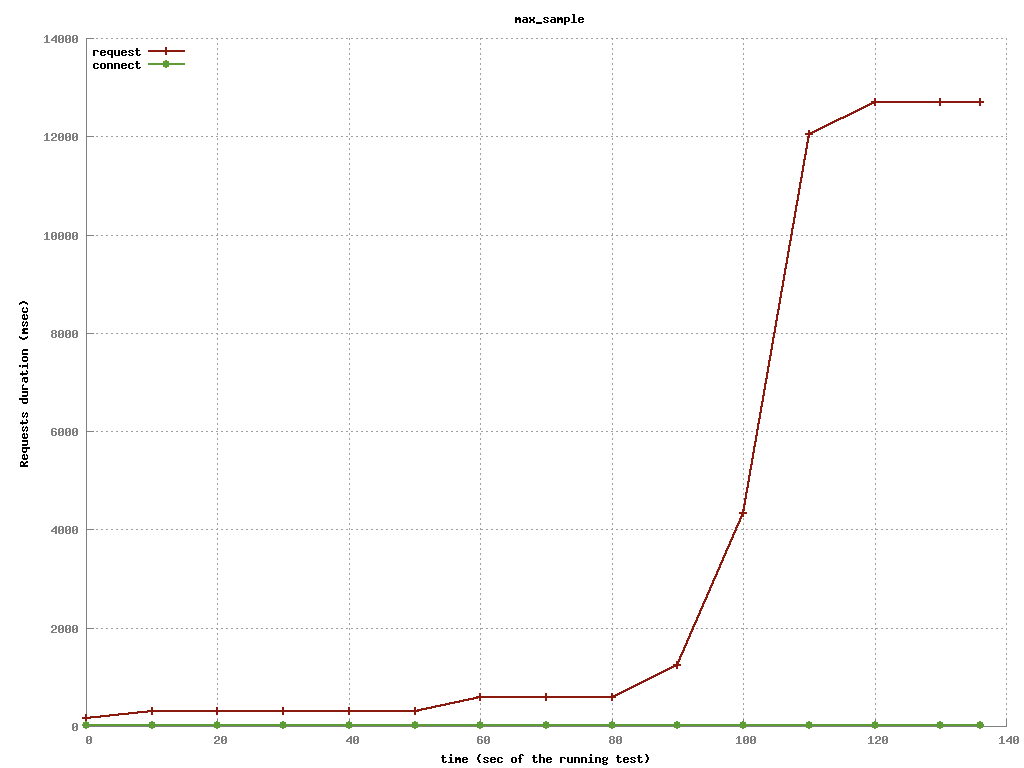 max_sample
14000
request
connect
12000
10000
8000
6000
4000
2000
0
0 20 40 60 80 100 120 140
Requests duration (msec)
time (sec of the running test)